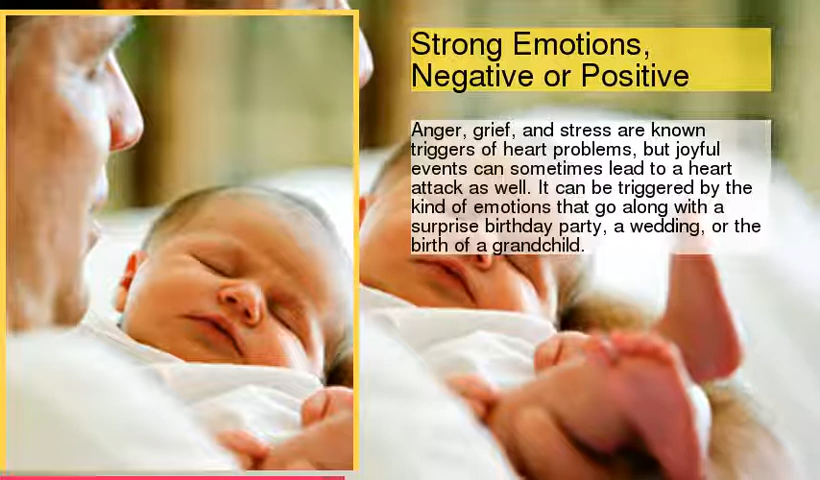 Strong Emotions,
Negative or Positive
Anger, grief, and stress are known
triggers of heart problems, but joyful
events can sometimes lead to a heart
attack as well. It can be triggered by the
kind of emotions that go along with a
surprise birthday party, a wedding, or the
birth of a grandchild.